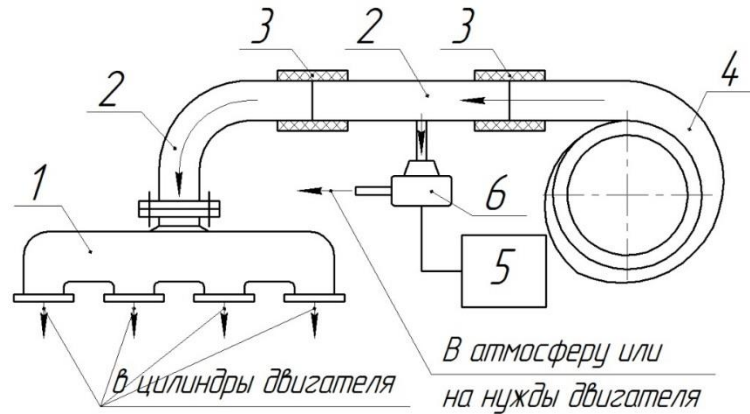 3
2
3
4
2
1
6
5
в цилиндры двигателя
В атмосферу или
на нужды двигателя